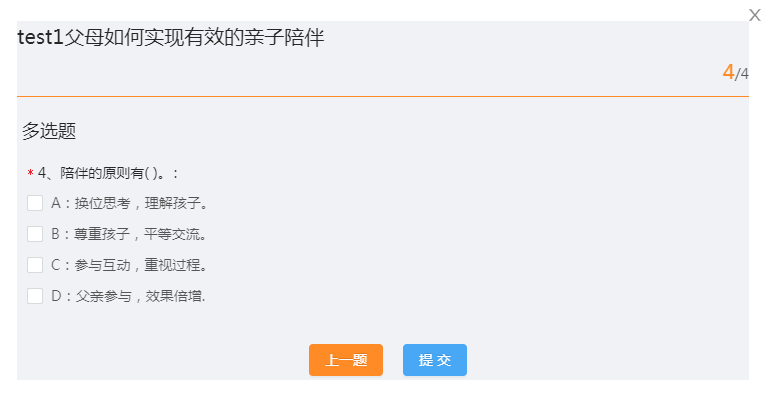 X
test1父母如何实现有效的亲子陪伴
4/4
多选题
* 4、陪伴的原则有( )。:
A：换位思考，理解孩子。
B：尊重孩子，平等交流。
C：参与互动，重视过程。
D：父亲参与，效果倍增.
上一题 提 交